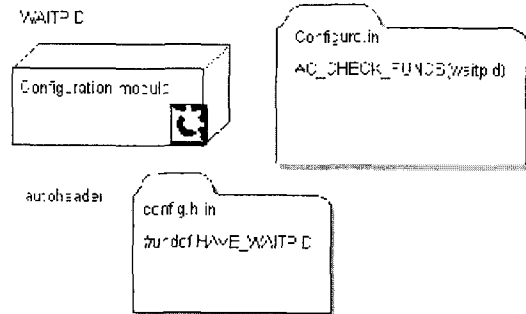 WAITPID
Configuration module
Configure.in
AC_CHECK_FUNCS(waitpid)
autoheader
config.h.in
#undef HAVE_WAITPID